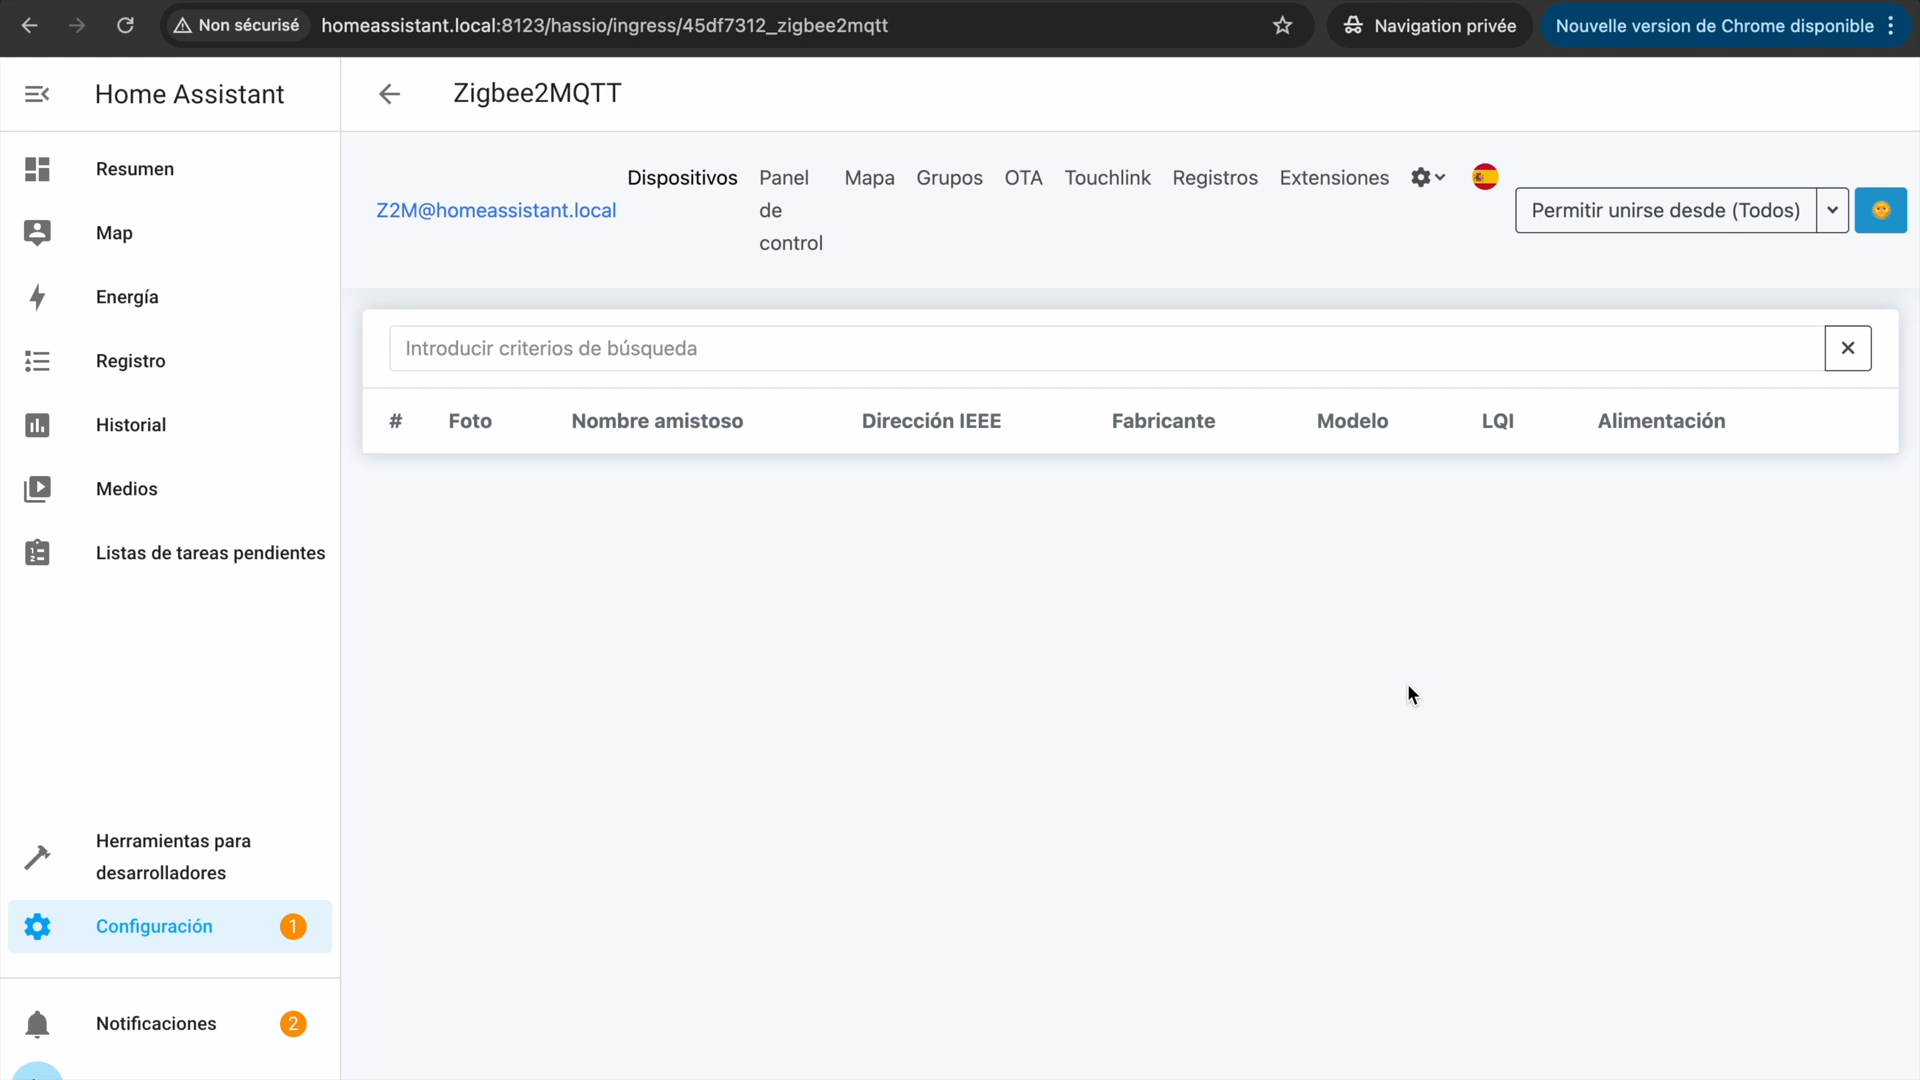 Non sécurisé
homeassistant.local:8123/hassio/ingress/45df7312_zigbee2mqtt
Navigation privée
Nouvelle version de Chrome disponible
Home Assistant
Zigbee2MQTT
Resumen
Map
Energía
Registro
Historial
Medios
Listas de tareas pendientes
Herramientas para
desarrolladores
Configuración
1
Notificaciones
2
Z2M@homeassistant.local
Dispositivos
Panel
de
control
Mapa
Grupos
OTA
Touchlink
Registros
Extensiones
Permitir unirse desde (Todos)
Introducir criterios de búsqueda
# Foto Nombre amistoso Dirección IEEE Fabricante Modelo LQI Alimentación